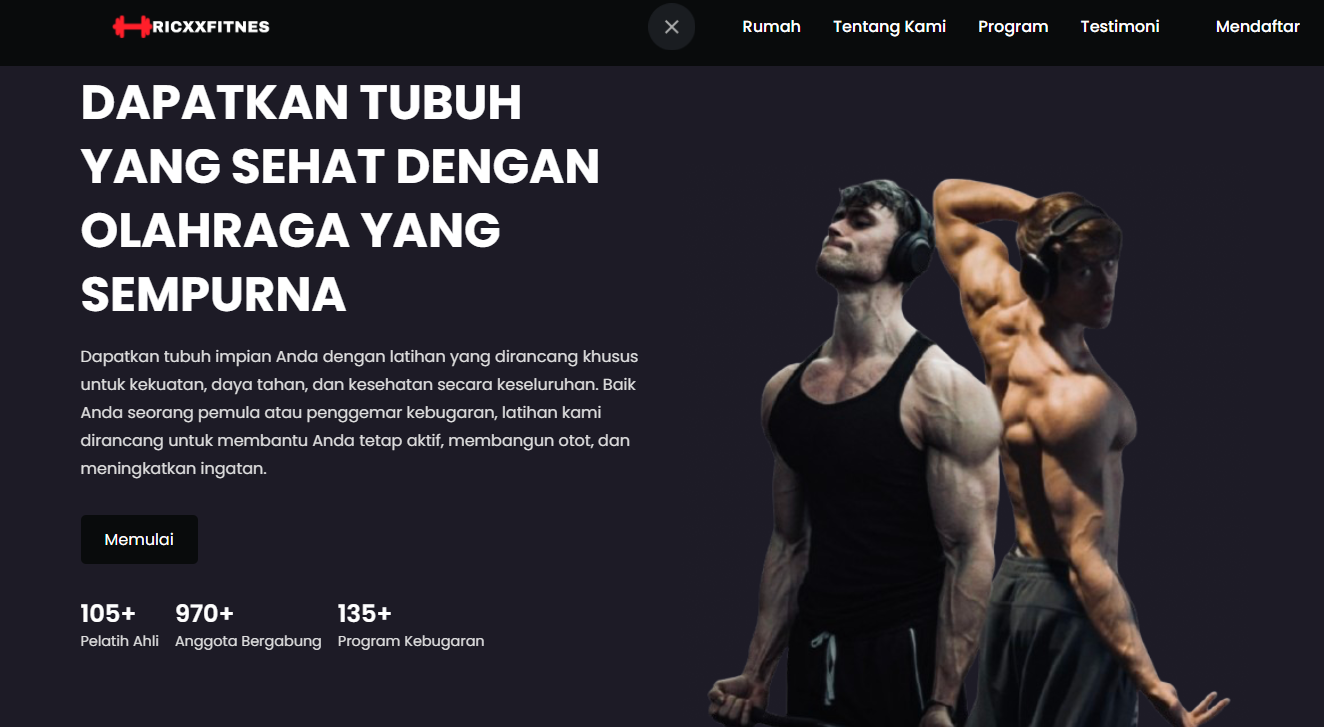 RICXXFITNES
Rumah
Tentang Kami
Program
Testimoni
Mendaftar
DAPATKAN TUBUH
YANG SEHAT DENGAN
OLAHRAGA YANG
SEMPURNA
Dapatkan tubuh impian Anda dengan latihan yang dirancang khusus
untuk kekuatan, daya tahan, dan kesehatan secara keseluruhan. Baik
Anda seorang pemula atau penggemar kebugaran, latihan kami
dirancang untuk membantu Anda tetap aktif, membangun otot, dan
meningkatkan ingatan.
Memulai
105+
Pelatih Ahli
970+
Anggota Bergabung
135+
Program Kebugaran